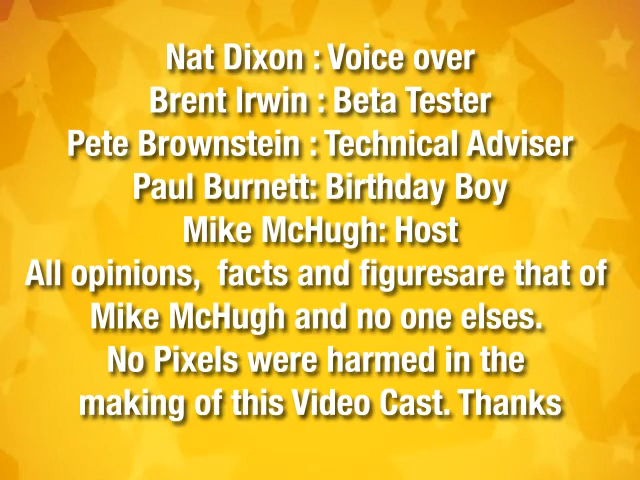 Nat Dixon : Voice over
Brent Irwin : Beta Tester
Pete Brownstein : Technical Adviser
Paul Burnett: Birthday Boy
Mike McHugh: Host
All opinions,  facts and figuresare that of
Mike McHugh and no one elses.
No Pixels were harmed in the
making of this Video Cast. Thanks